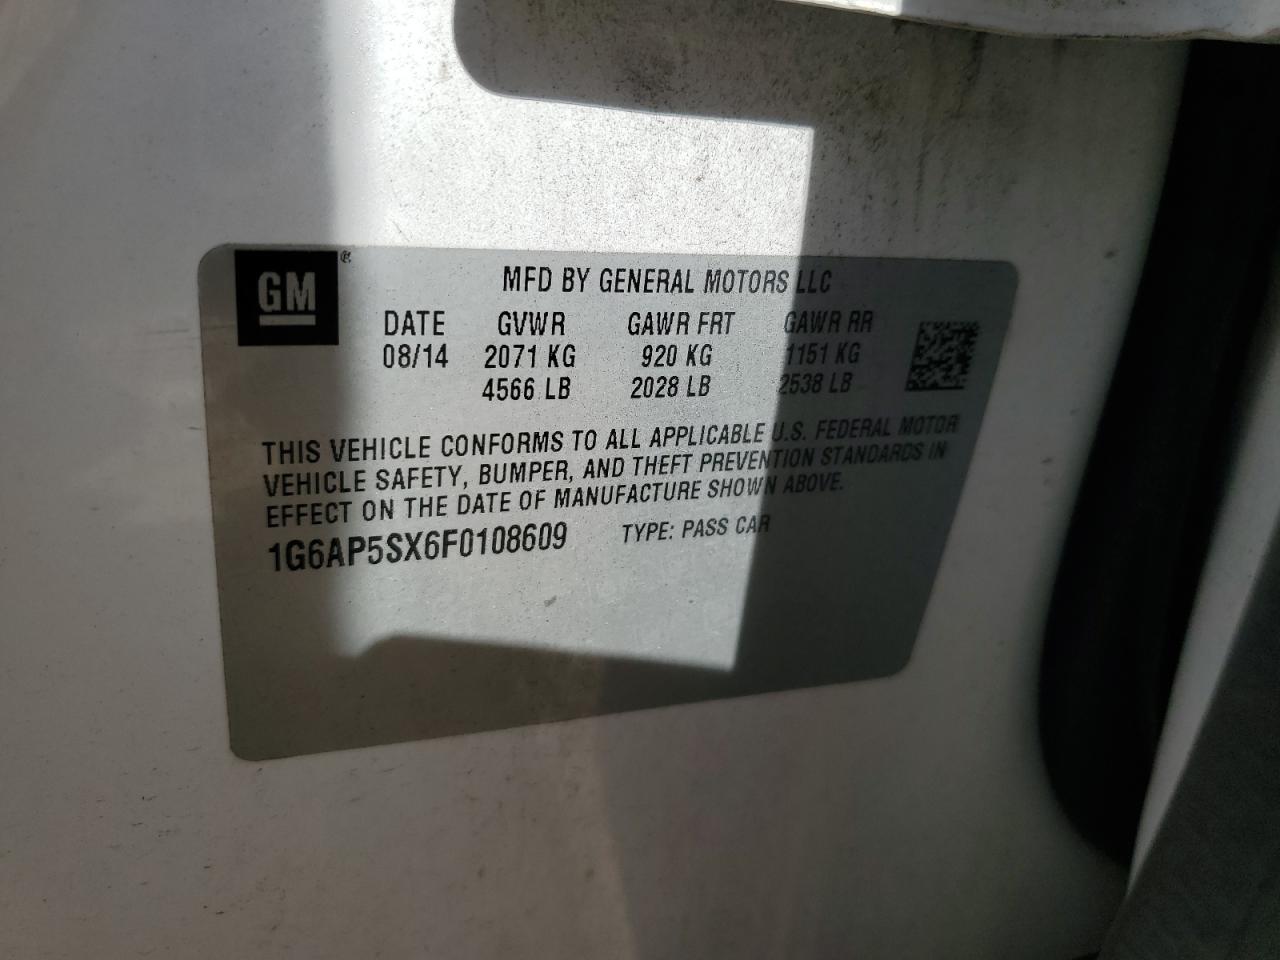 GM ®
MFD BY GENERAL MOTORS LLC
DATE GVWR GAWR FRT GAWR RR
08/14 2071 KG 920 KG 1151 KG
4566 LB 2028 LB 2538 LB
THIS VEHICLE CONFORMS TO ALL APPLICABLE U.S. FEDERAL MOTOR
VEHICLE SAFETY, BUMPER, AND THEFT PREVENTION STANDARDS IN
EFFECT ON THE DATE OF MANUFACTURE SHOWN ABOVE.
1G6AP5SX6F0108609 TYPE: PASS CAR